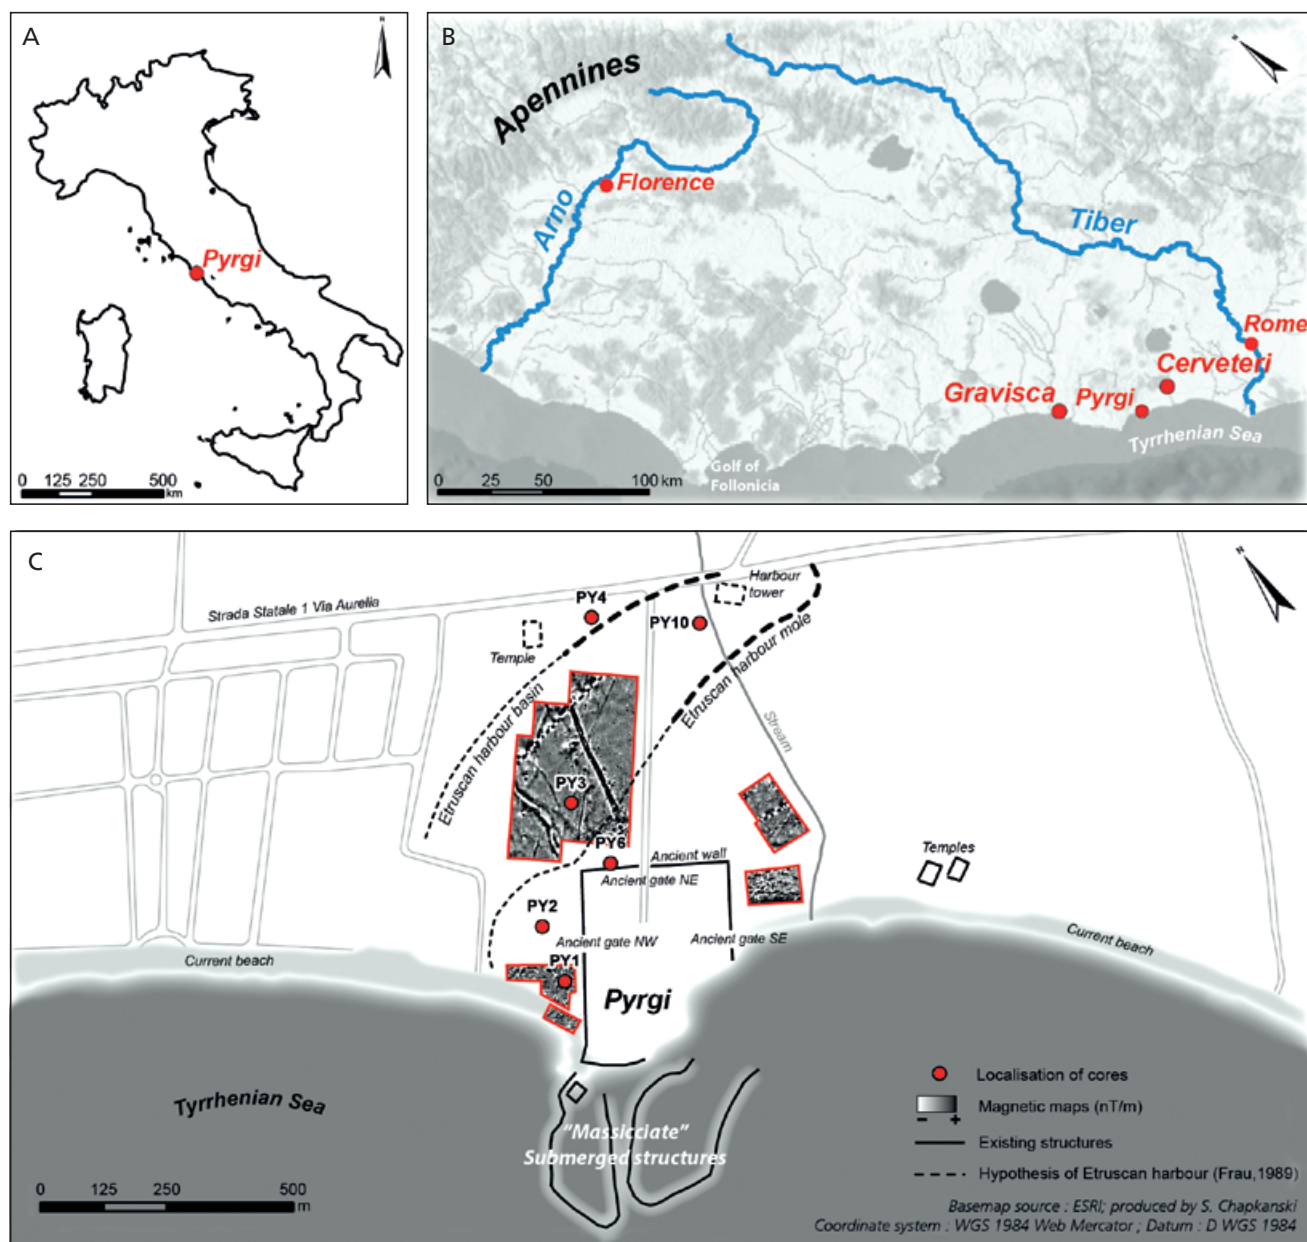 A
N
Pyrgi
0 125 250 500
km
B
N
Apennines
Arno
Florence
Tiber
Rome
Cerveteri
Gravisca
Pyrgi
Tyrrhenian Sea
Golf of
Follonicia
0 25 50 100 km
C
N
Strada Statale 1 Via Aurelia
PY4
Harbour
tower
PY10
Temple
Etruscan harbour basin
Etruscan harbour mole
Stream
PY3
PY6
Ancient wall
Ancient gate NE
Temples
PY2
Ancient gate NW
Ancient gate SE
Current beach
Current beach
PY1
Pyrgi
Tyrrhenian Sea
"Massicciate"
Submerged structures
Localisation of cores
Magnetic maps (nT/m)
- +
Existing structures
Hypothesis of Etruscan harbour (Frau,1989)
0 125 250 500
m
Basemap source : ESRI; produced by S. Chapkanski
Coordinate system : WGS 1984 Web Mercator ; Datum : D WGS 1984